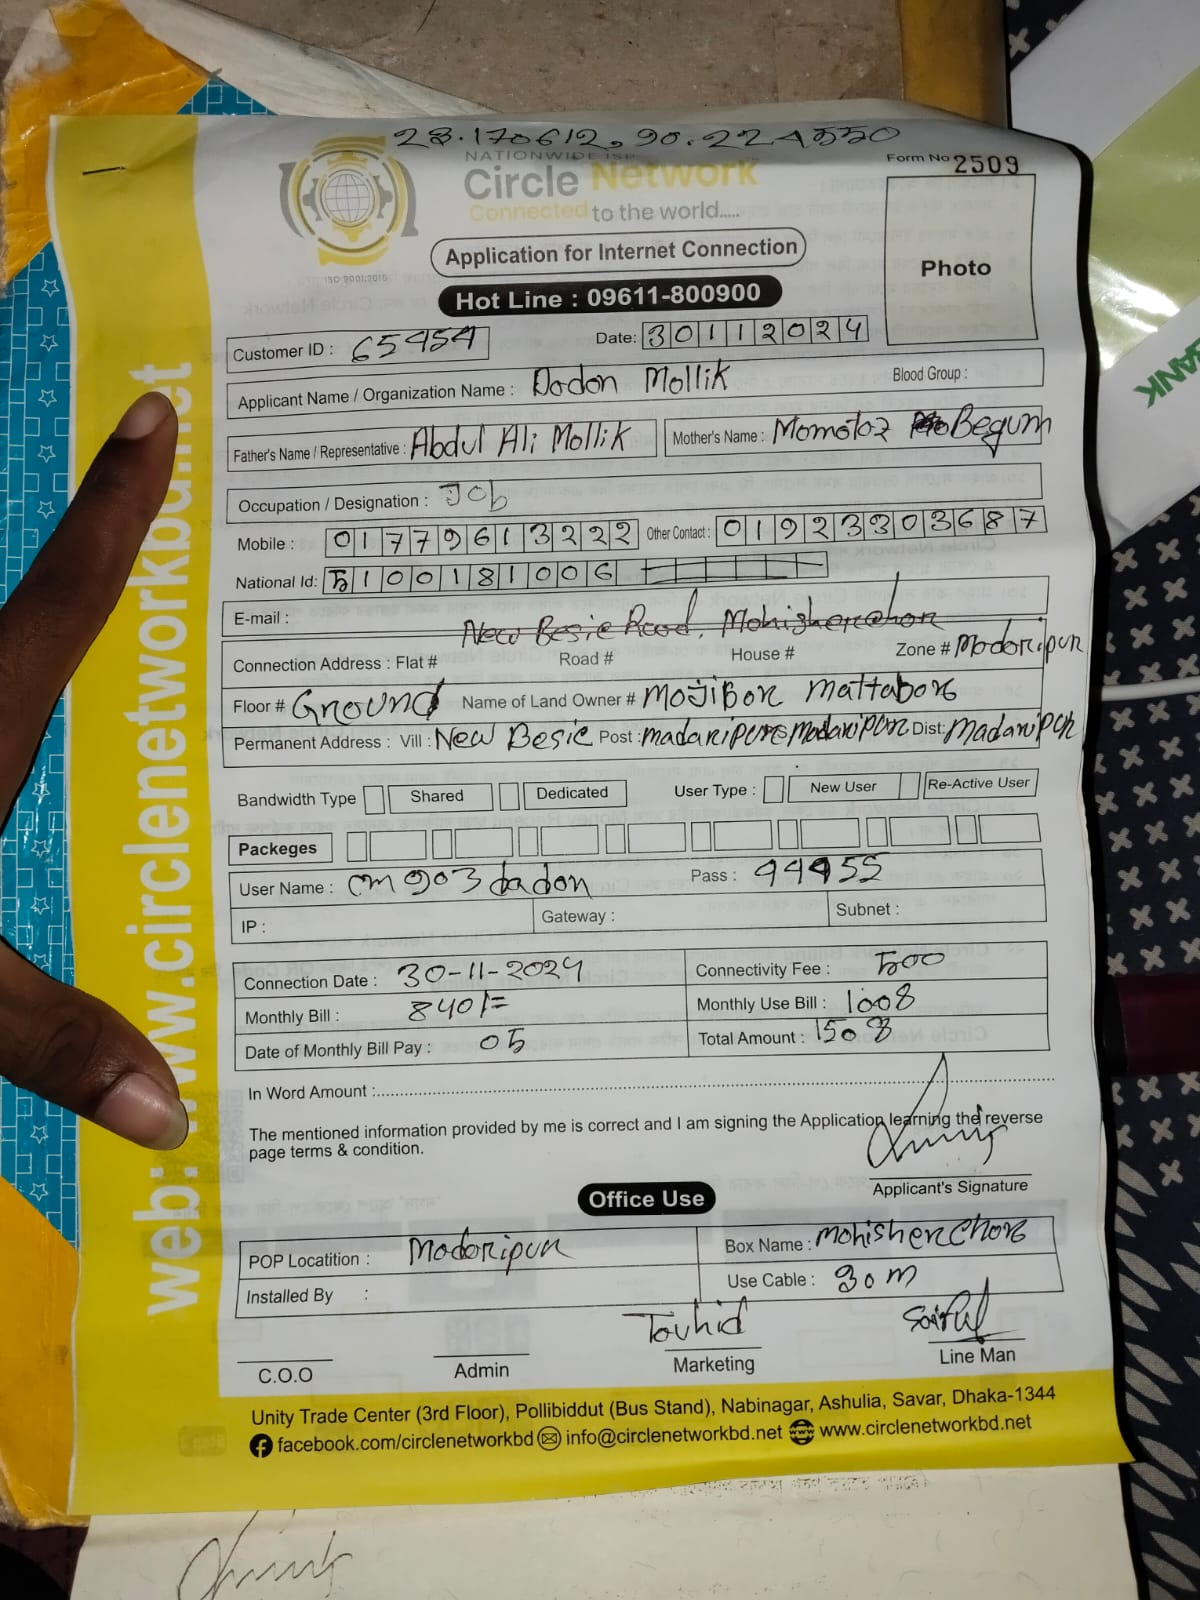 23.170612, 90.224550
NATIONWIDE ISP
Circle Network
Connected to the world.....
Form No 2509
ISO 9001:2015
Application for Internet Connection
Photo
Hot Line : 09611-800900
Customer ID : 65454
Date: 30112024
Applicant Name / Organization Name : Dadon Mollik Blood Group :
Father's Name / Representative : Abdul Ali Mollik Mother's Name : Momotaz Begum
Occupation / Designation : Job
Mobile : 01779613222 Other Contact : 01923303687
National Id: 5100181006
E-mail :
New Besic Road, Mohisherchor
Connection Address : Flat # Road # House # Zone # Madaripur
Floor # Ground Name of Land Owner # Mojibor Mattabor
Permanent Address : Vill : New Besic Post : Madaripur Madaripur Dist: Madaripur
Bandwidth Type Shared Dedicated User Type : New User Re-Active User
Packeges
User Name : cm903dadon Pass : 99955
IP : Gateway : Subnet :
Connection Date : 30-11-2024 Connectivity Fee : 500
Monthly Bill : 840/= Monthly Use Bill : 1008
Date of Monthly Bill Pay : 05 Total Amount : 1508
In Word Amount :
The mentioned information provided by me is correct and I am signing the Application learning the reverse
page terms & condition.
Applicant's Signature
Office Use
POP Locatition : Madaripur Box Name : Mohisherchor
Installed By : Use Cable : 30m
Touhid Saiful
C.O.O Admin Marketing Line Man
Unity Trade Center (3rd Floor), Pollibiddut (Bus Stand), Nabinagar, Ashulia, Savar, Dhaka-1344
facebook.com/circlenetworkbd info@circlenetworkbd.net www.circlenetworkbd.net
web: www.circlenetworkbd.net
BANK